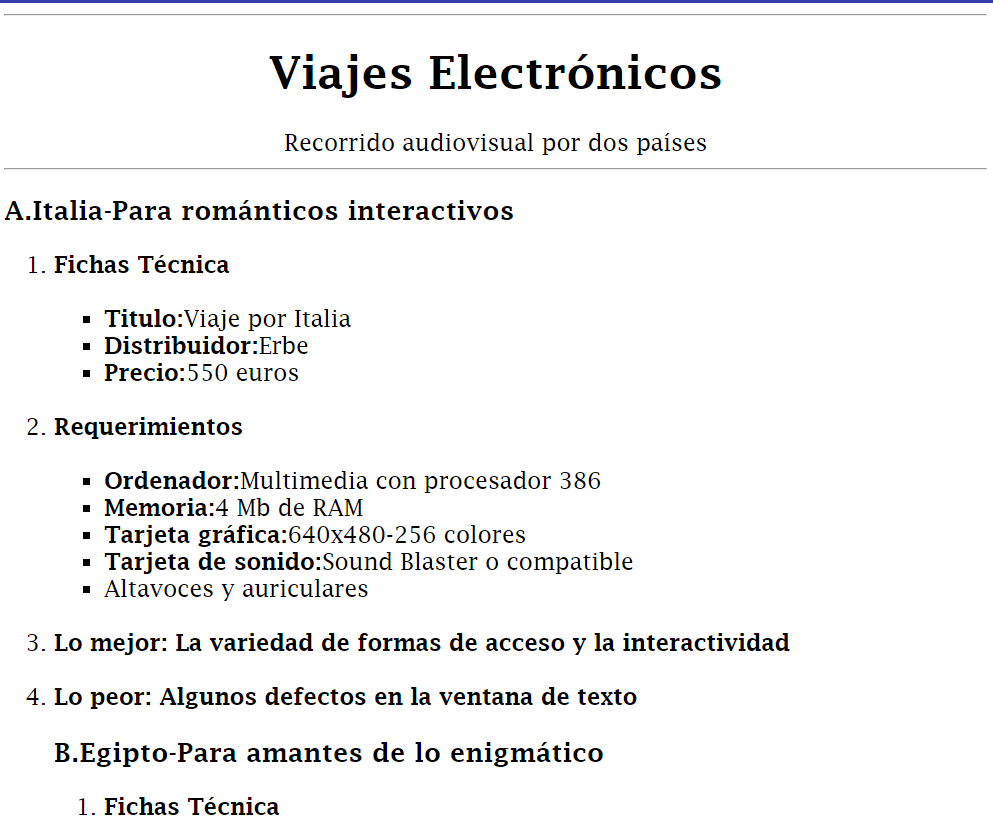 Viajes Electrónicos
Recorrido audiovisual por dos países
A.Italia-Para románticos interactivos
1. Fichas Técnica
▪ Titulo:Viaje por Italia
▪ Distribuidor:Erbe
▪ Precio:550 euros
2. Requerimientos
▪ Ordenador:Multimedia con procesador 386
▪ Memoria:4 Mb de RAM
▪ Tarjeta gráfica:640x480-256 colores
▪ Tarjeta de sonido:Sound Blaster o compatible
▪ Altavoces y auriculares
3. Lo mejor: La variedad de formas de acceso y la interactividad
4. Lo peor: Algunos defectos en la ventana de texto
B.Egipto-Para amantes de lo enigmático
1. Fichas Técnica